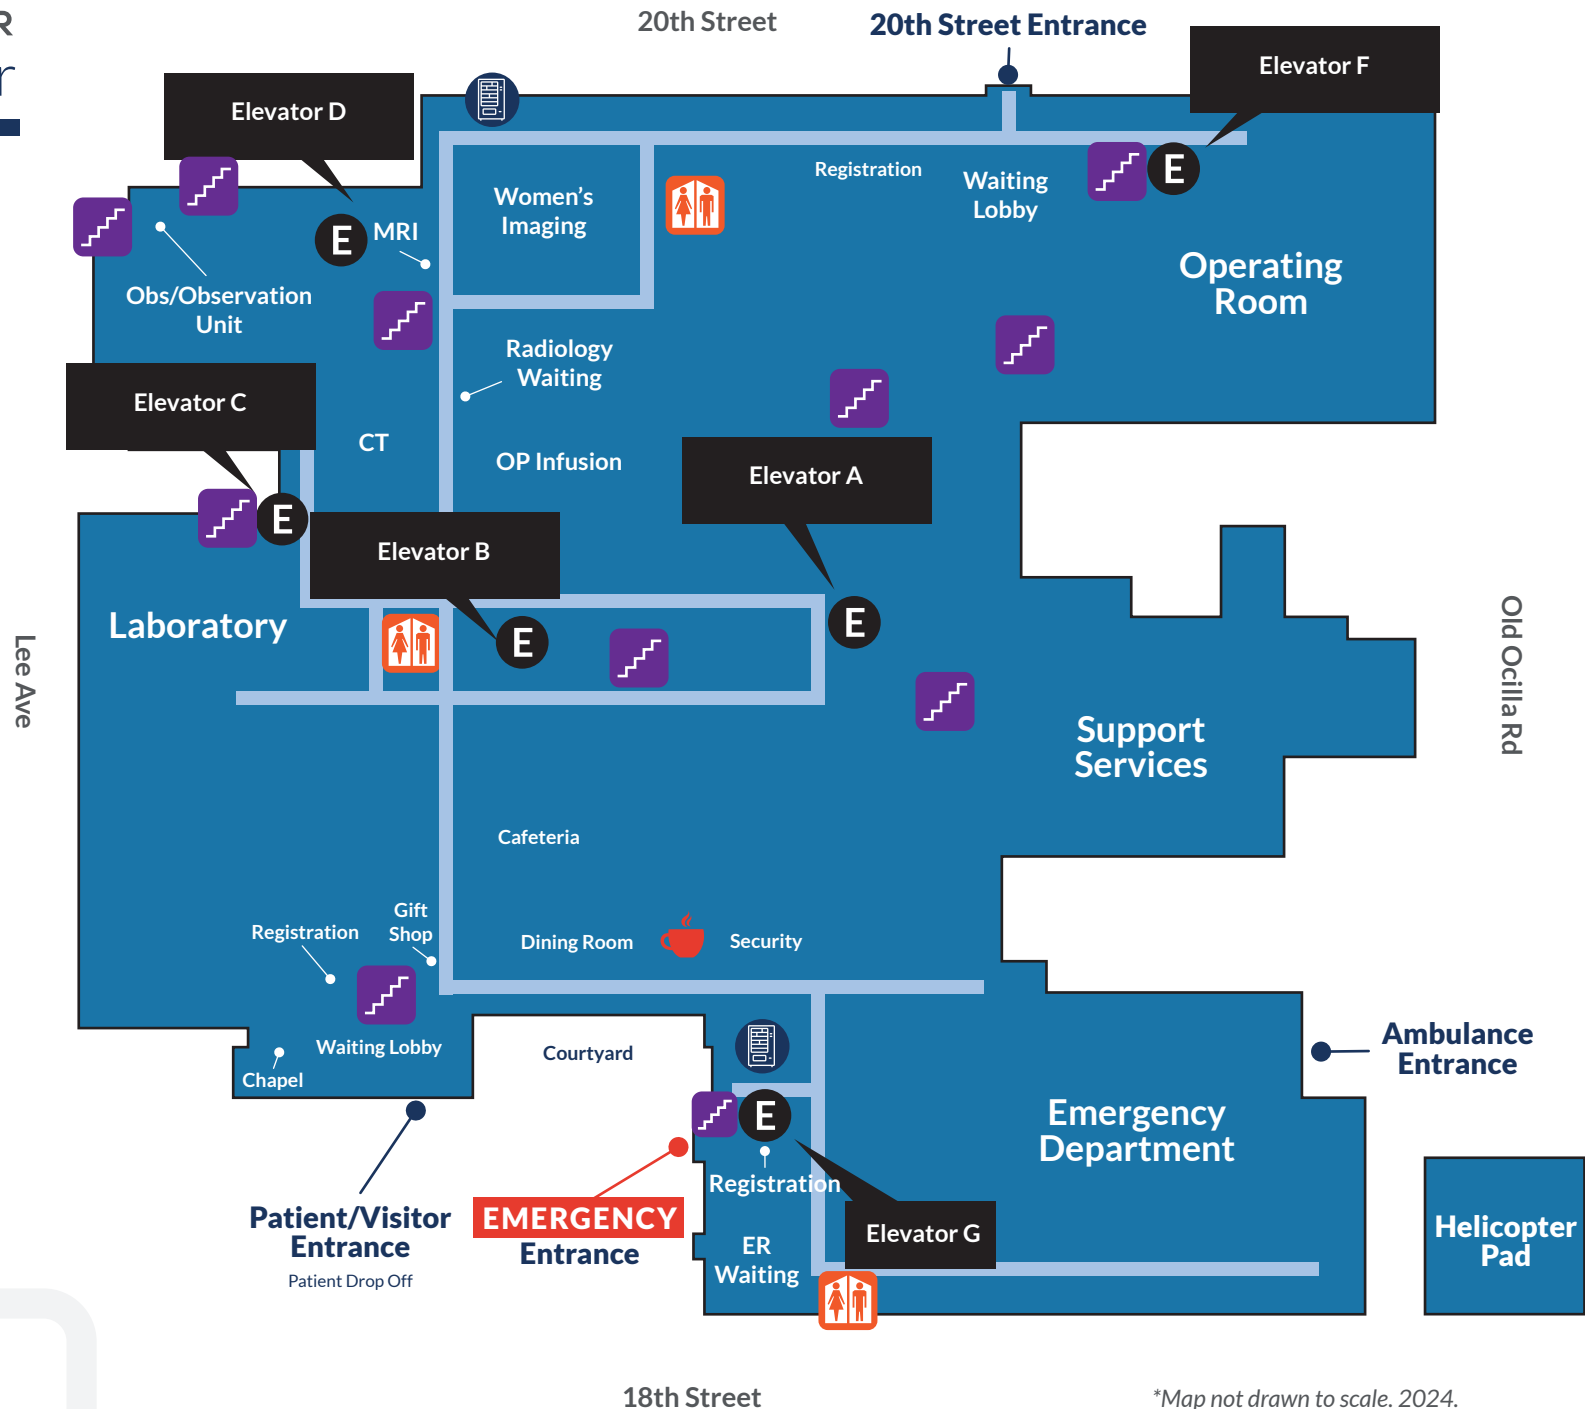 R
r
20th Street
20th Street Entrance
Elevator F
Elevator D
Registration
Waiting
Lobby
E
Women's
Imaging
E
MRI
Operating
Room
Obs/Observation
Unit
Radiology
Waiting
Elevator C
CT
OP Infusion
Elevator A
E
Elevator B
Laboratory
E
E
Lee Ave
Old Ocilla Rd
Support
Services
Cafeteria
Gift
Shop
Registration
Dining Room
Security
Waiting Lobby
Courtyard
Chapel
Ambulance
Entrance
E
Emergency
Department
Registration
Patient/Visitor
Entrance
Patient Drop Off
EMERGENCY
Entrance
ER
Waiting
Elevator G
Helicopter
Pad
18th Street
*Map not drawn to scale. 2024.